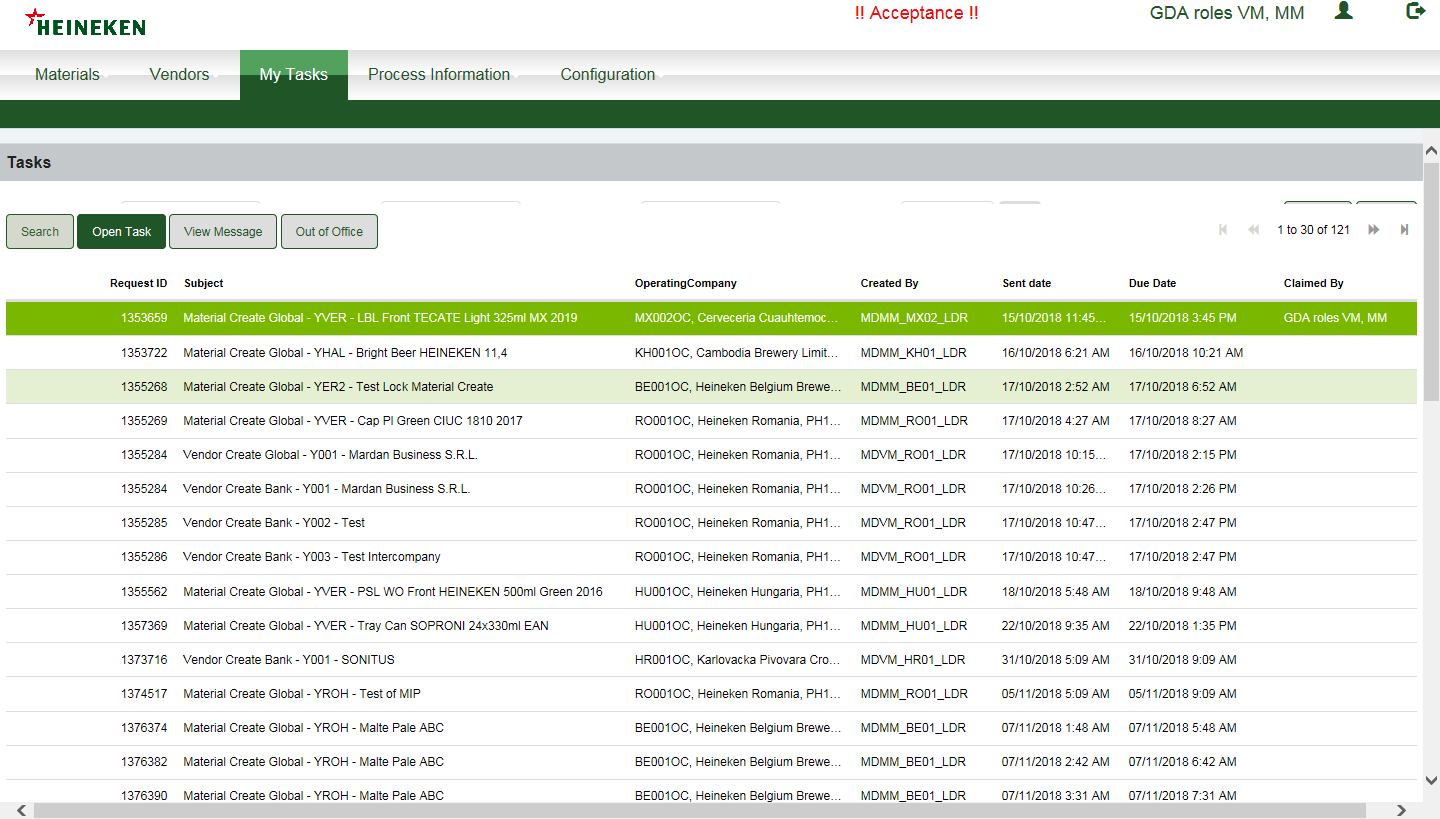 HEINEKEN !! Acceptance !! GDA roles VM, MM
Materials Vendors My Tasks Process Information Configuration
Tasks
Search Open Task View Message Out of Office 1 to 30 of 121
Request ID Subject OperatingCompany Created By Sent date Due Date Claimed By
1353659 Material Create Global - YVER - LBL Front TECATE Light 325ml MX 2019 MX002OC, Cerveceria Cuauhtemoc... MDMM_MX02_LDR 15/10/2018 11:45... 15/10/2018 3:45 PM GDA roles VM, MM
1353722 Material Create Global - YHAL - Bright Beer HEINEKEN 11,4 KH001OC, Cambodia Brewery Limit... MDMM_KH01_LDR 16/10/2018 6:21 AM 16/10/2018 10:21 AM
1355268 Material Create Global - YER2 - Test Lock Material Create BE001OC, Heineken Belgium Brewe... MDMM_BE01_LDR 17/10/2018 2:52 AM 17/10/2018 6:52 AM
1355269 Material Create Global - YVER - Cap Pl Green CIUC 1810 2017 RO001OC, Heineken Romania, PH1... MDMM_RO01_LDR 17/10/2018 4:27 AM 17/10/2018 8:27 AM
1355284 Vendor Create Global - Y001 - Mardan Business S.R.L. RO001OC, Heineken Romania, PH1... MDVM_RO01_LDR 17/10/2018 10:15... 17/10/2018 2:15 PM
1355284 Vendor Create Bank - Y001 - Mardan Business S.R.L. RO001OC, Heineken Romania, PH1... MDVM_RO01_LDR 17/10/2018 10:26... 17/10/2018 2:26 PM
1355285 Vendor Create Bank - Y002 - Test RO001OC, Heineken Romania, PH1... MDVM_RO01_LDR 17/10/2018 10:47... 17/10/2018 2:47 PM
1355286 Vendor Create Bank - Y003 - Test Intercompany RO001OC, Heineken Romania, PH1... MDVM_RO01_LDR 17/10/2018 10:47... 17/10/2018 2:47 PM
1355562 Material Create Global - YVER - PSL WO Front HEINEKEN 500ml Green 2016 HU001OC, Heineken Hungaria, PH1... MDMM_HU01_LDR 18/10/2018 5:48 AM 18/10/2018 9:48 AM
1357369 Material Create Global - YVER - Tray Can SOPRONI 24x330ml EAN HU001OC, Heineken Hungaria, PH1... MDMM_HU01_LDR 22/10/2018 9:35 AM 22/10/2018 1:35 PM
1373716 Vendor Create Bank - Y001 - SONITUS HR001OC, Karlovacka Pivovara Cro... MDVM_HR01_LDR 31/10/2018 5:09 AM 31/10/2018 9:09 AM
1374517 Material Create Global - YROH - Test of MIP RO001OC, Heineken Romania, PH1... MDMM_RO01_LDR 05/11/2018 5:09 AM 05/11/2018 9:09 AM
1376374 Material Create Global - YROH - Malte Pale ABC BE001OC, Heineken Belgium Brewe... MDMM_BE01_LDR 07/11/2018 1:48 AM 07/11/2018 5:48 AM
1376382 Material Create Global - YROH - Malte Pale ABC BE001OC, Heineken Belgium Brewe... MDMM_BE01_LDR 07/11/2018 2:42 AM 07/11/2018 6:42 AM
1376390 Material Create Global - YROH - Malte Pale ABC BE001OC, Heineken Belgium Brewe... MDMM_BE01_LDR 07/11/2018 3:31 AM 07/11/2018 7:31 AM